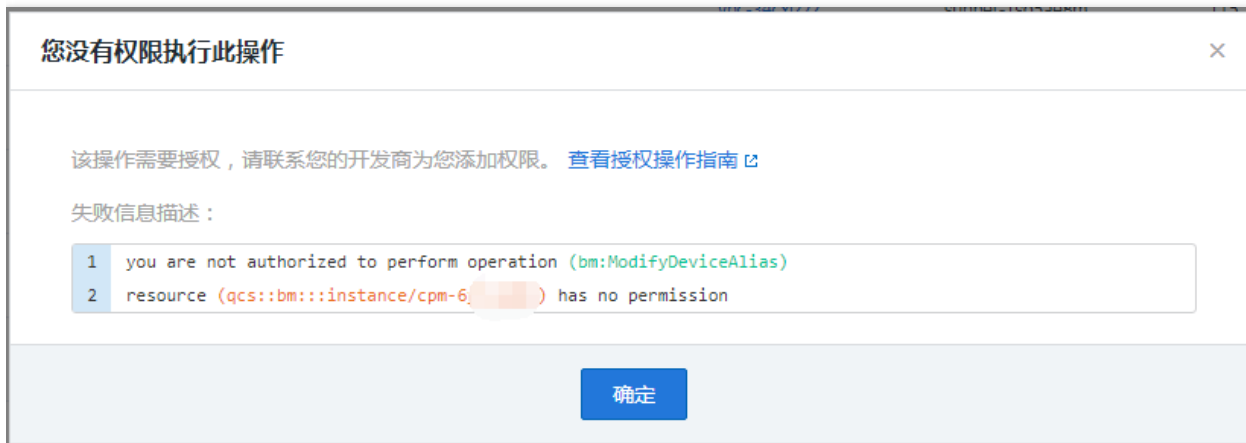 您没有权限执行此操作
该操作需要授权，请联系您的开发商为您添加权限。 查看授权操作指南
失败信息描述：
1 you are not authorized to perform operation (bm:ModifyDeviceAlias)
2 resource (qcs::bm:::instance/cpm-6 ) has no permission
确定